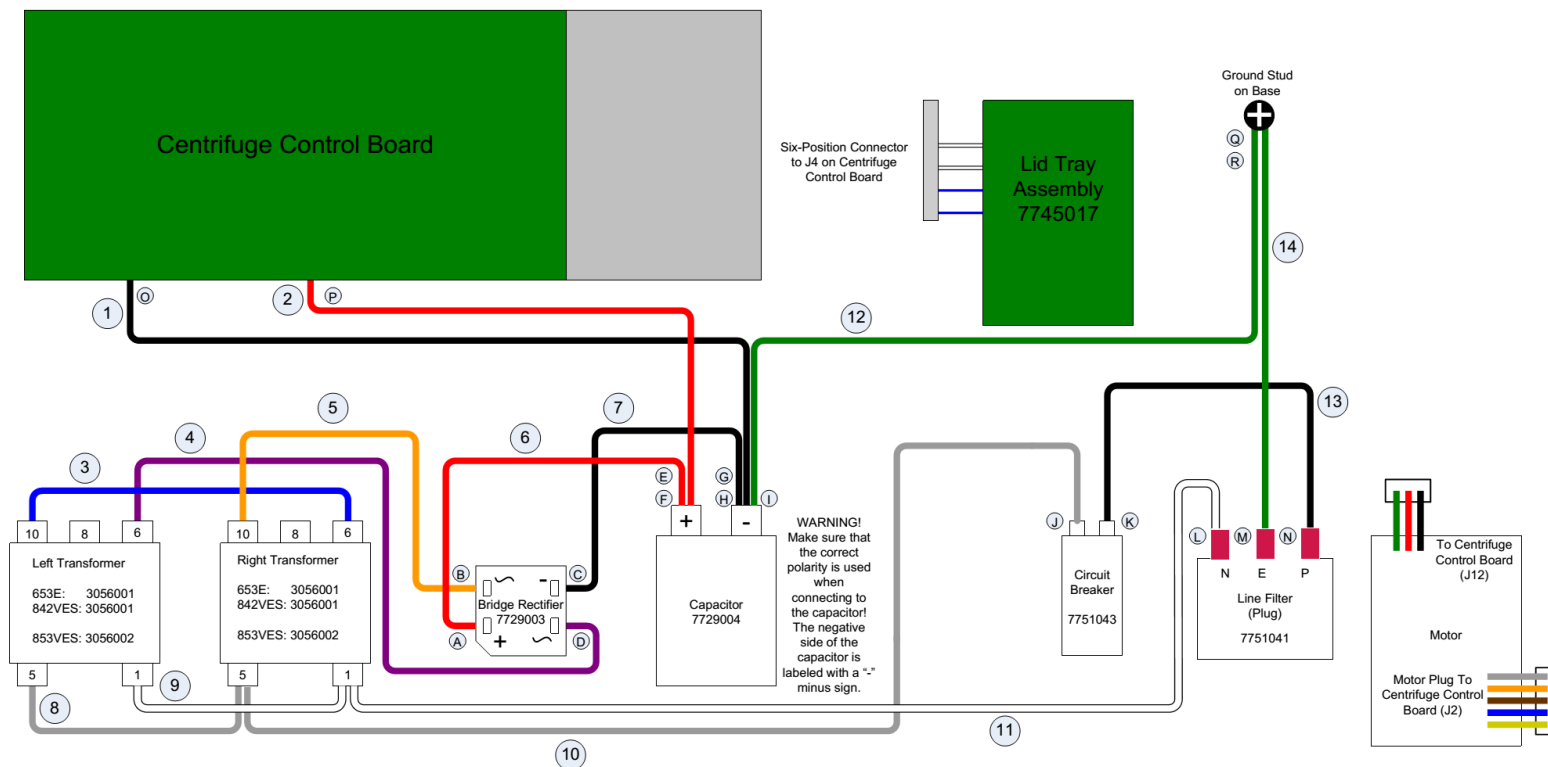 Centrifuge Control Board
Six-Position Connector
to J4 on Centrifuge
Control Board
Lid Tray
Assembly
7745017
Ground Stud
on Base
Q
R
14
1
O
2
P
12
13
3
4
5
6
7
10
8
6
Left Transformer
653E: 3056001
842VES: 3056001
853VES: 3056002
5
1
10
8
6
Right Transformer
653E: 3056001
842VES: 3056001
853VES: 3056002
5
1
8
9
10
11
B
C
-
Bridge Rectifier
7729003
A
+
D
E
F
G
H
I
+
-
Capacitor
7729004
WARNING!
Make sure that
the correct
polarity is used
when
connecting to
the capacitor!
The negative
side of the
capacitor is
labeled with a “-”
minus sign.
J
K
Circuit
Breaker
7751043
L
M
N
N E P
Line Filter
(Plug)
7751041
To Centrifuge
Control Board
(J12)
Motor
Motor Plug To
Centrifuge Control
Board (J2)